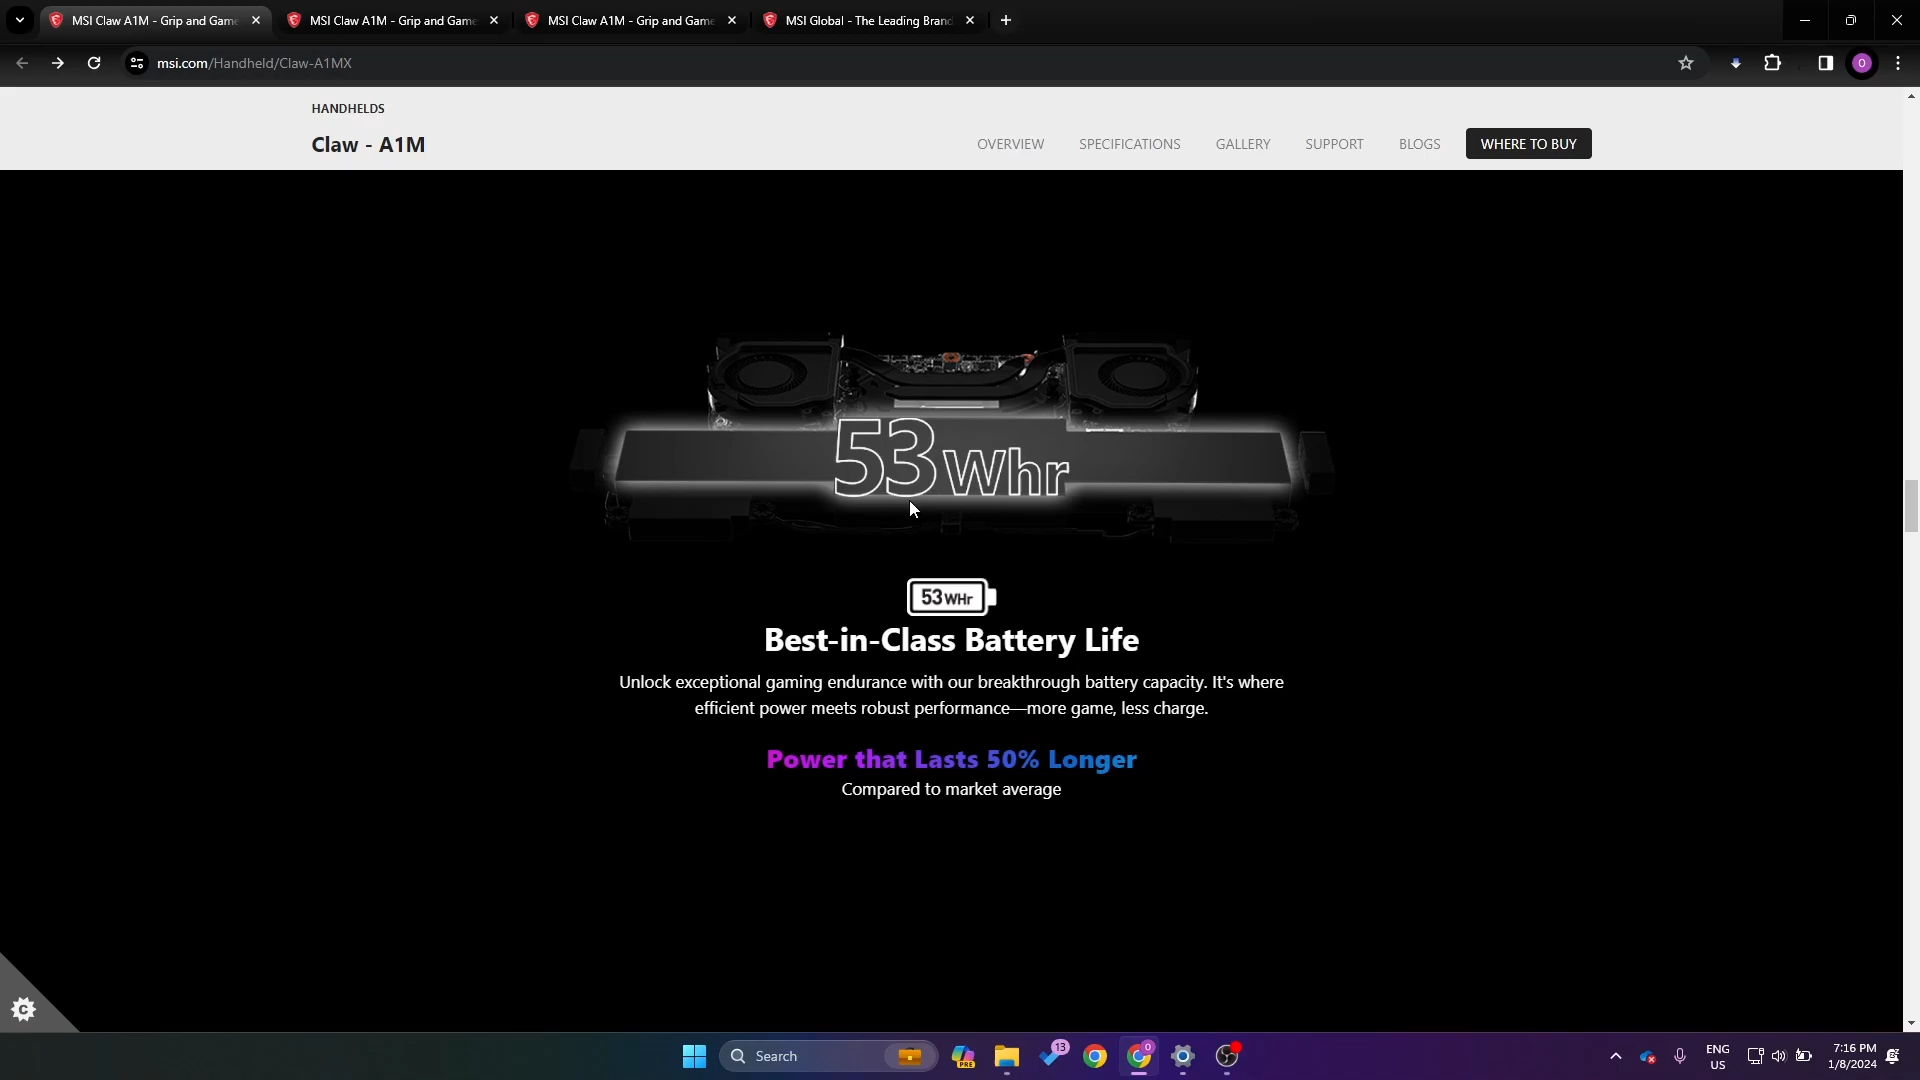 MSI Claw A1M - Grip and Game
MSI Claw A1M - Grip and Game
MSI Claw A1M - Grip and Game
MSI Global - The Leading Brand
msi.com/Handheld/Claw-A1MX
O
HANDHELDS
Claw - A1M
OVERVIEW
SPECIFICATIONS
GALLERY
SUPPORT
BLOGS
WHERE TO BUY
53Whr
53WHr
Best-in-Class Battery Life
Unlock exceptional gaming endurance with our breakthrough battery capacity. It's where
efficient power meets robust performance—more game, less charge.
Power that Lasts 50% Longer
Compared to market average
C
Search
PRE
13
O
ENG
US
7:16 PM
1/8/2024